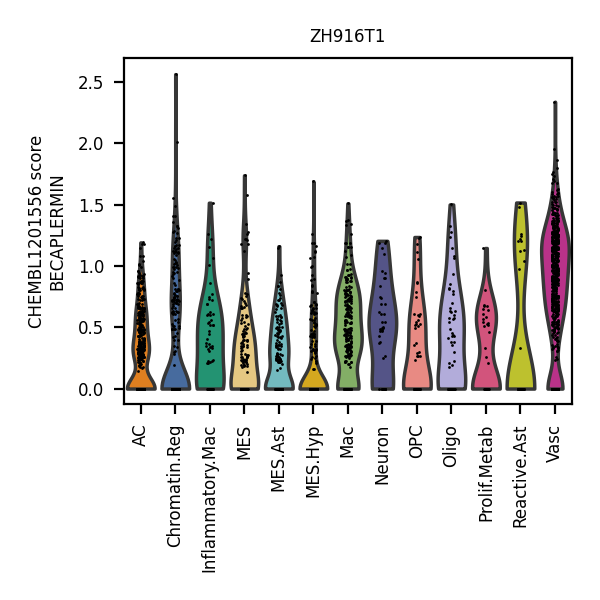 ZH916T1
CHEMBL1201556 score
BECAPLERMIN
2.5
2.0
1.5
1.0
0.5
0.0
AC
Chromatin.Reg
Inflammatory.Mac
MES
MES.Ast
MES.Hyp
Mac
Neuron
OPC
Oligo
Prolif.Metab
Reactive.Ast
Vasc